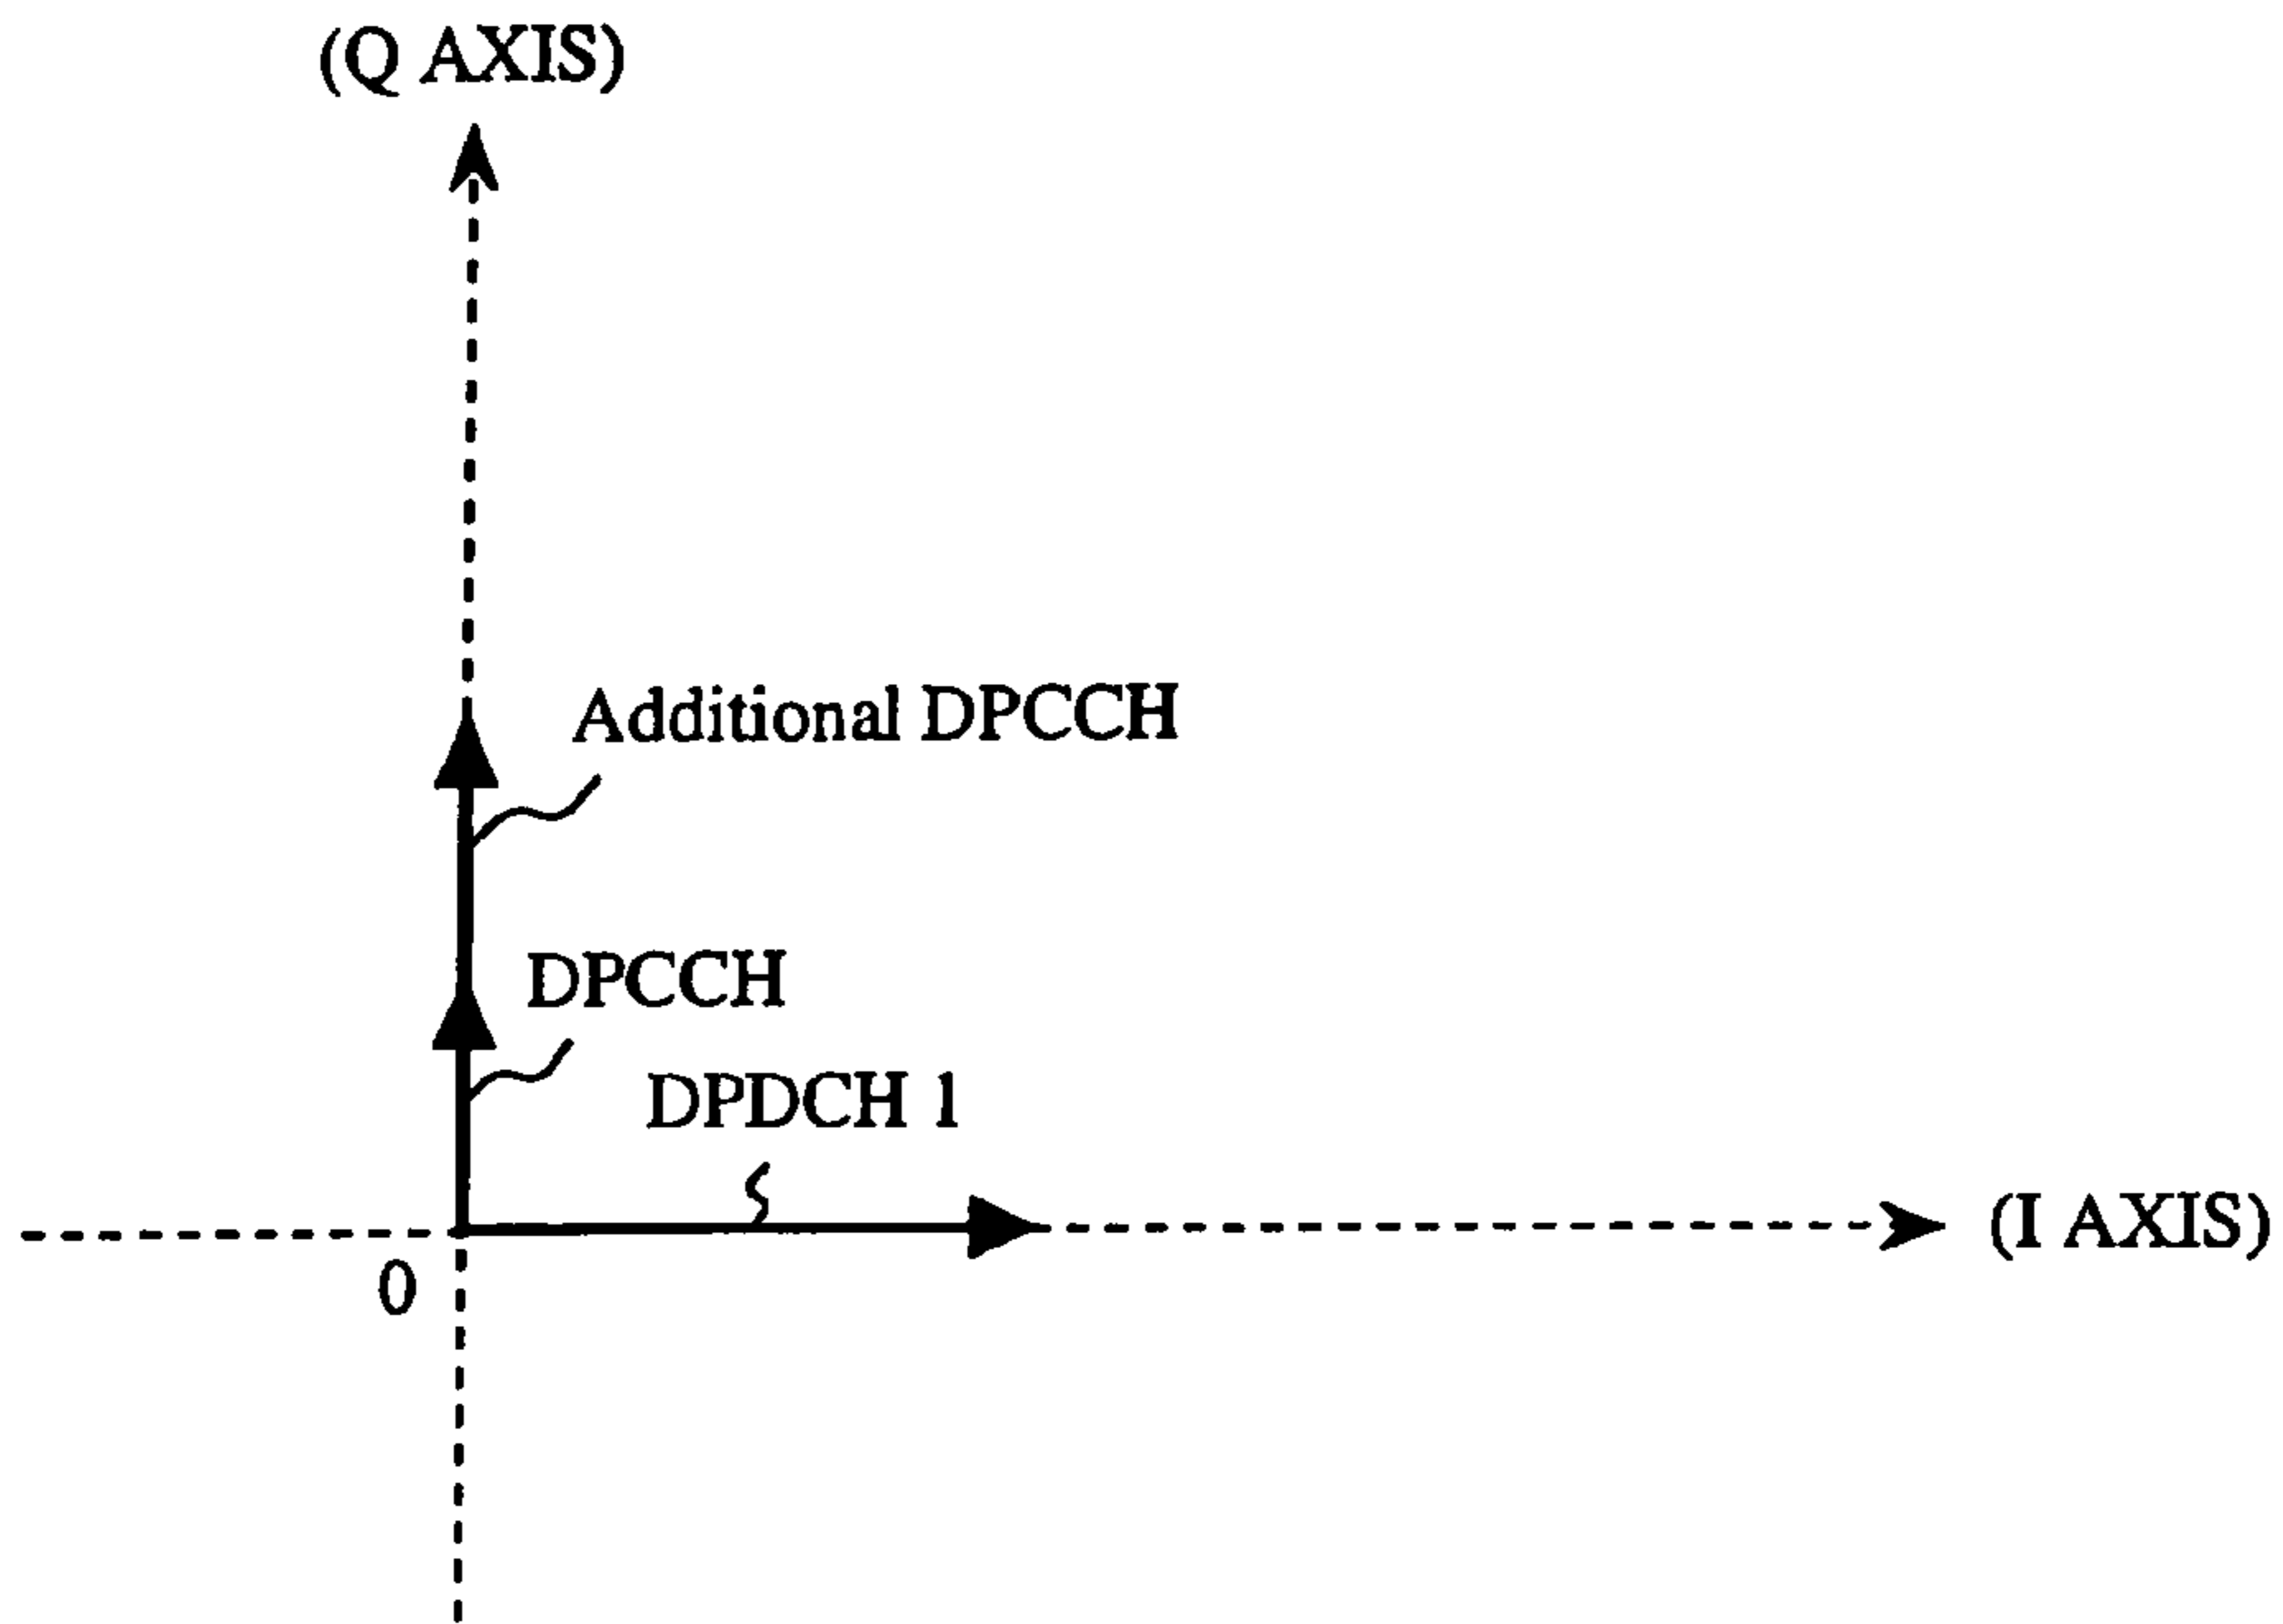 (Q AXIS)
Additional DPCCH
DPCCH
DPDCH 1
(I AXIS)
0